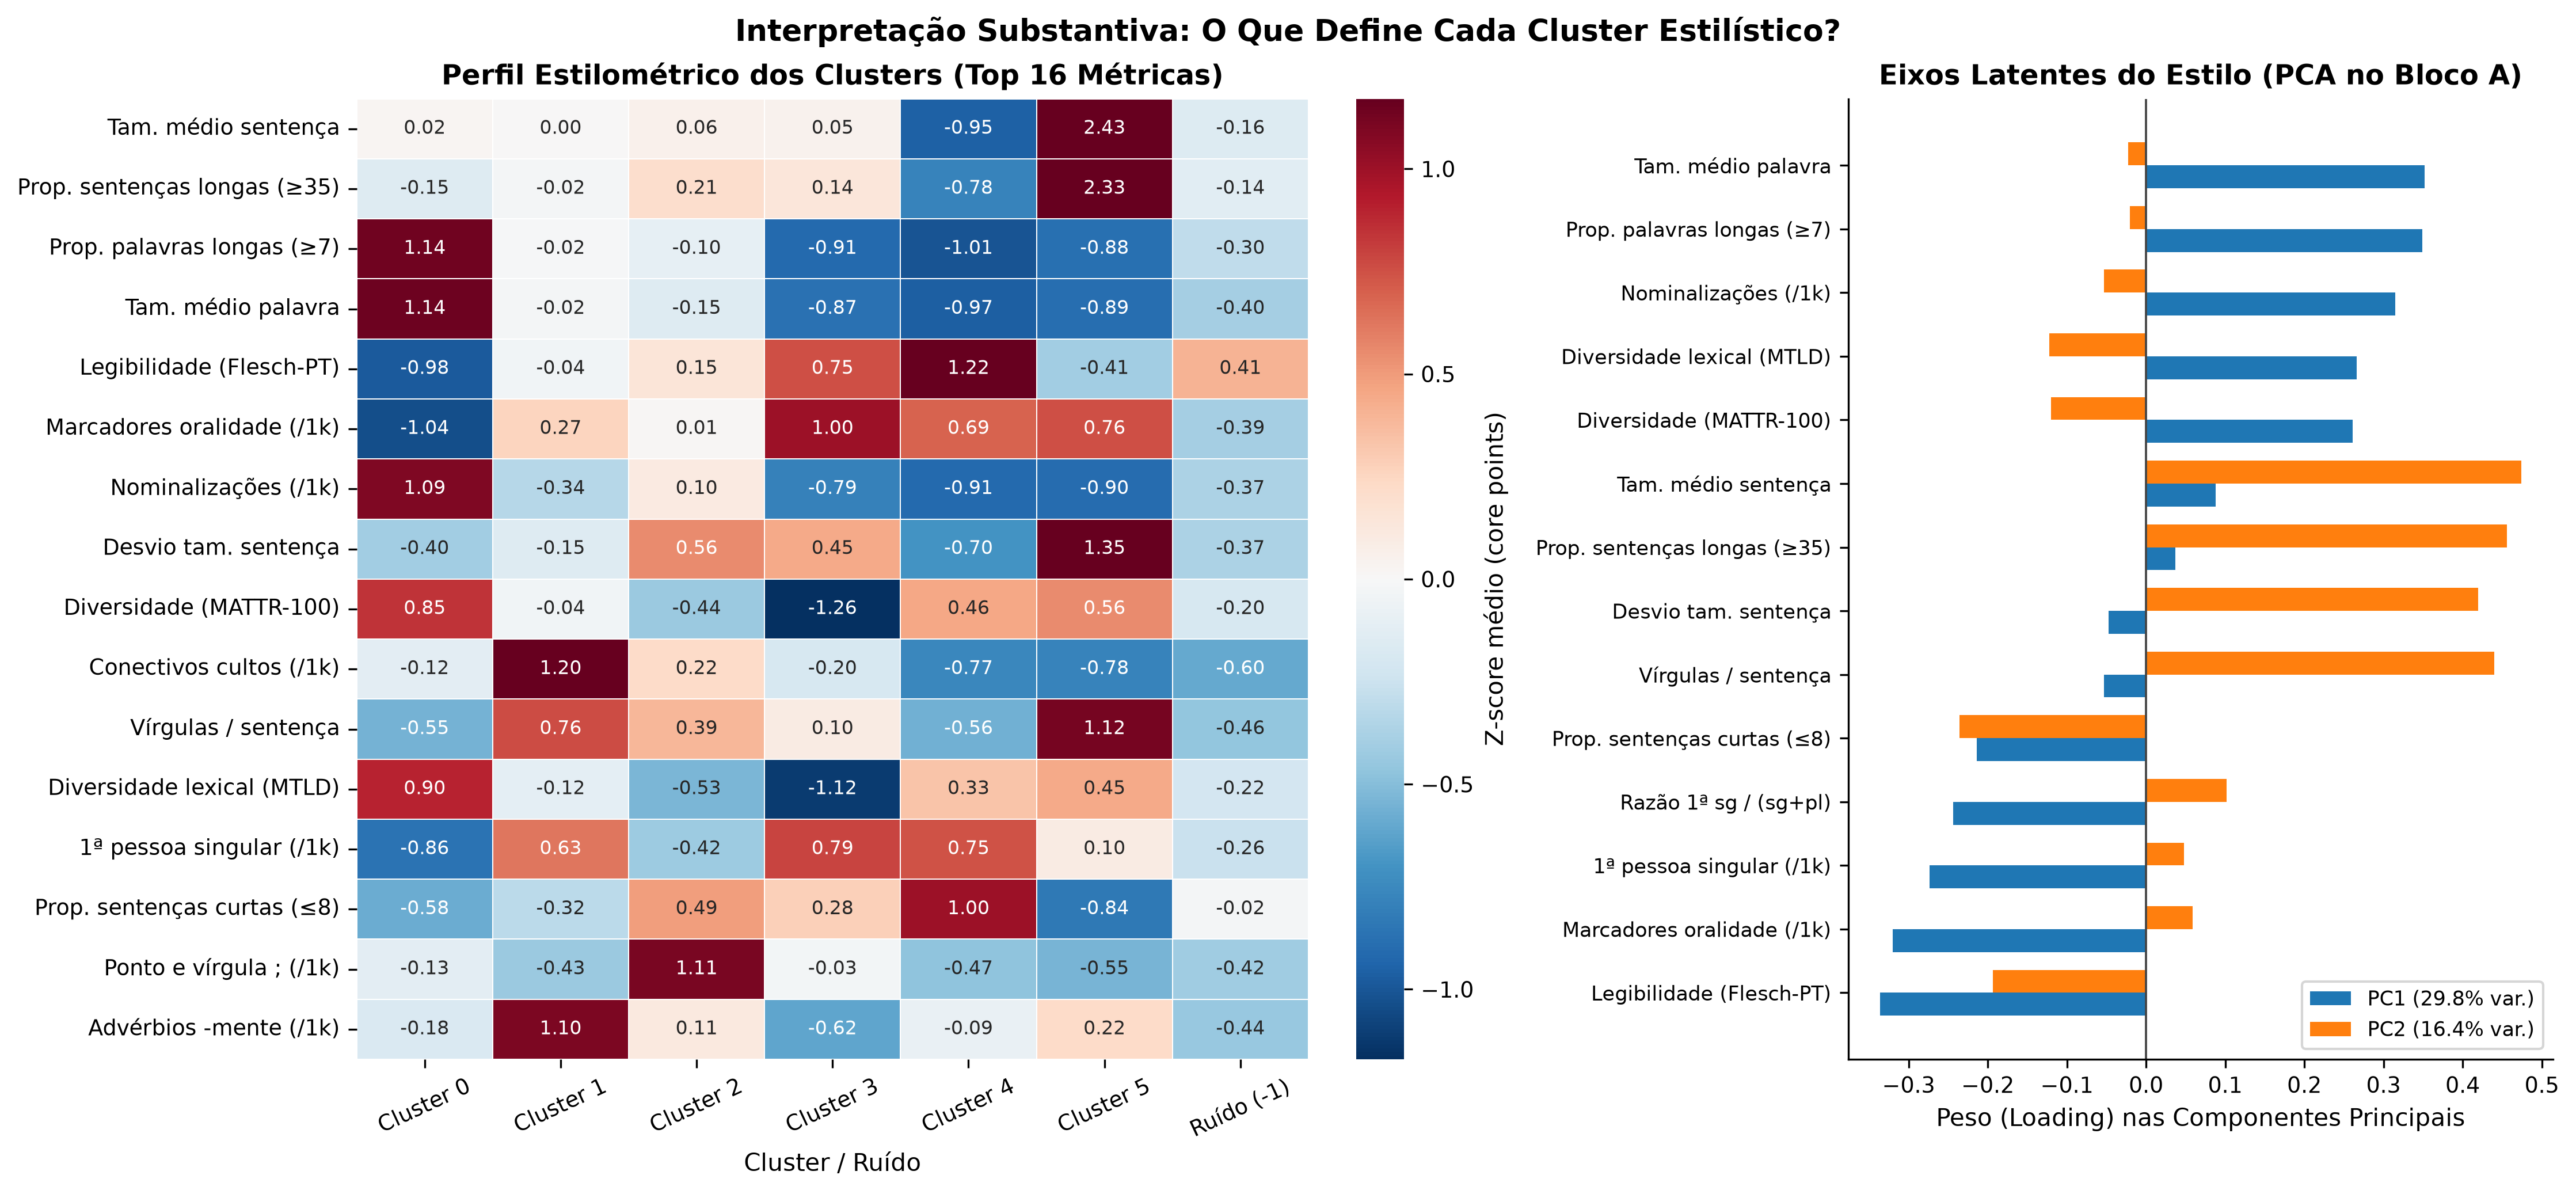 Interpretação Substantiva: O Que Define Cada Cluster Estilístico?
Perfil Estilométrico dos Clusters (Top 16 Métricas)
Tam. médio sentença 0.02 0.00 0.06 0.05 -0.95 2.43 -0.16
Prop. sentenças longas (≥35) -0.15 -0.02 0.21 0.14 -0.78 2.33 -0.14
Prop. palavras longas (≥7) 1.14 -0.02 -0.10 -0.91 -1.01 -0.88 -0.30
Tam. médio palavra 1.14 -0.02 -0.15 -0.87 -0.97 -0.89 -0.40
Legibilidade (Flesch-PT) -0.98 -0.04 0.15 0.75 1.22 -0.41 0.41
Marcadores oralidade (/1k) -1.04 0.27 0.01 1.00 0.69 0.76 -0.39
Nominalizações (/1k) 1.09 -0.34 0.10 -0.79 -0.91 -0.90 -0.37
Desvio tam. sentença -0.40 -0.15 0.56 0.45 -0.70 1.35 -0.37
Diversidade (MATTR-100) 0.85 -0.04 -0.44 -1.26 0.46 0.56 -0.20
Conectivos cultos (/1k) -0.12 1.20 0.22 -0.20 -0.77 -0.78 -0.60
Vírgulas / sentença -0.55 0.76 0.39 0.10 -0.56 1.12 -0.46
Diversidade lexical (MTLD) 0.90 -0.12 -0.53 -1.12 0.33 0.45 -0.22
1ª pessoa singular (/1k) -0.86 0.63 -0.42 0.79 0.75 0.10 -0.26
Prop. sentenças curtas (≤8) -0.58 -0.32 0.49 0.28 1.00 -0.84 -0.02
Ponto e vírgula ; (/1k) -0.13 -0.43 1.11 -0.03 -0.47 -0.55 -0.42
Advérbios -mente (/1k) -0.18 1.10 0.11 -0.62 -0.09 0.22 -0.44
Cluster 0 Cluster 1 Cluster 2 Cluster 3 Cluster 4 Cluster 5 Ruído (-1)
Cluster / Ruído
1.0
0.5
0.0
−0.5
−1.0
Z-score médio (core points)
Eixos Latentes do Estilo (PCA no Bloco A)
Tam. médio palavra
Prop. palavras longas (≥7)
Nominalizações (/1k)
Diversidade lexical (MTLD)
Diversidade (MATTR-100)
Tam. médio sentença
Prop. sentenças longas (≥35)
Desvio tam. sentença
Vírgulas / sentença
Prop. sentenças curtas (≤8)
Razão 1ª sg / (sg+pl)
1ª pessoa singular (/1k)
Marcadores oralidade (/1k)
Legibilidade (Flesch-PT)
PC1 (29.8% var.)
PC2 (16.4% var.)
−0.3 −0.2 −0.1 0.0 0.1 0.2 0.3 0.4 0.5
Peso (Loading) nas Componentes Principais